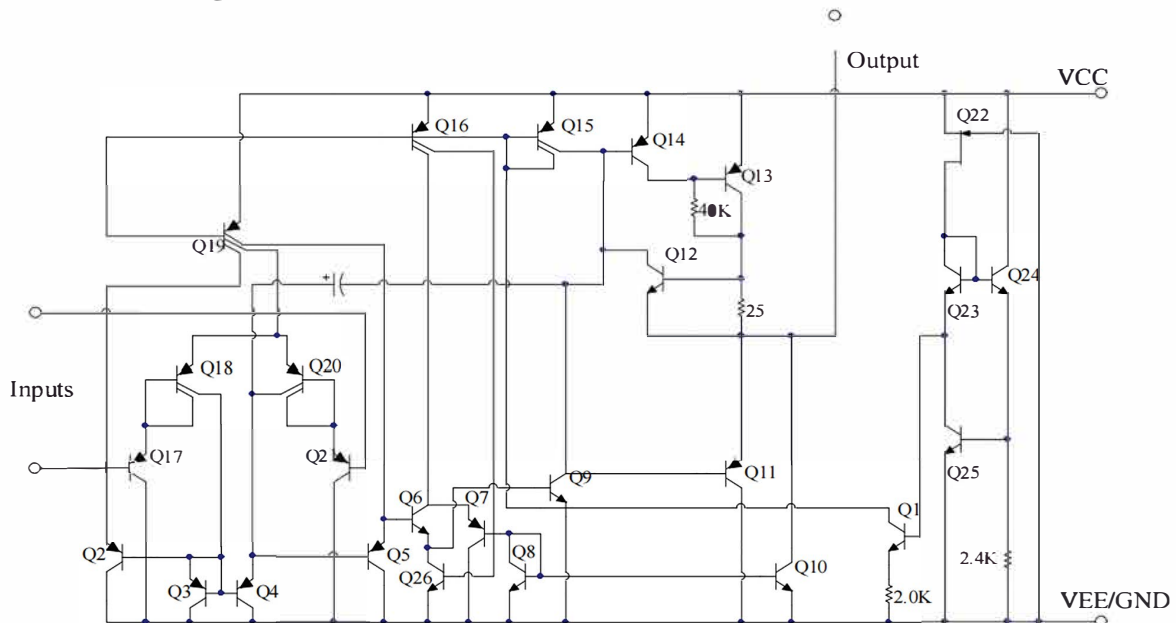 Output
VCC
Q16
Q15
Q14
Q22
Q13
40K
Q19
Q12
Q23
Q24
25
+
Q18
Q20
Inputs
Q17
Q2
Q11
Q25
Q9
Q6
Q7
Q1
Q2
Q5
Q8
Q26
Q10
2.4K
Q3
Q4
2.0K
VEE/GND